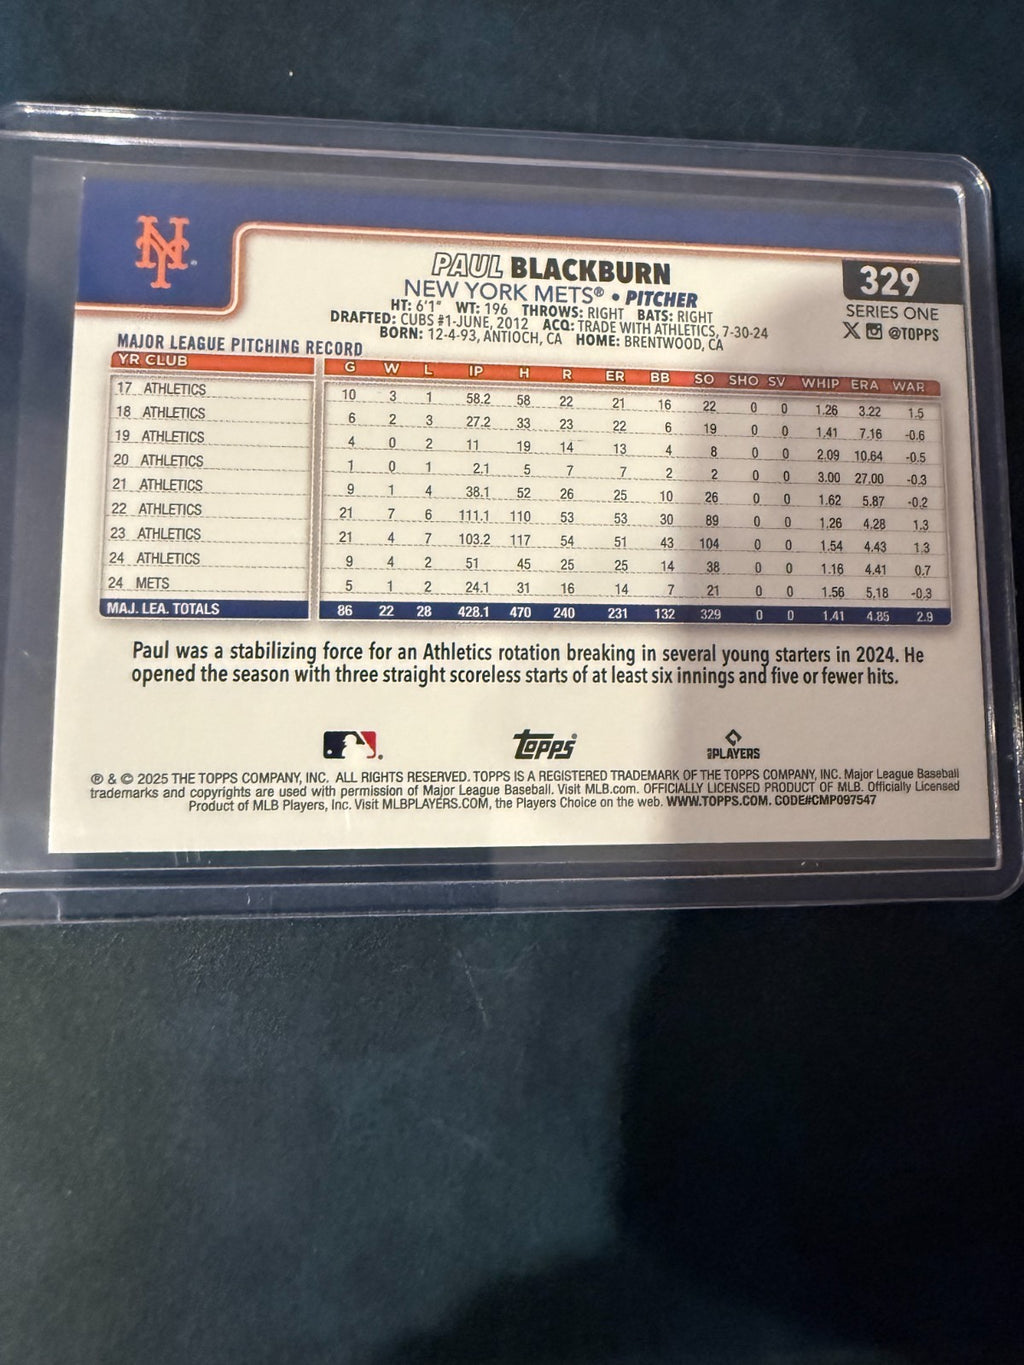 NY
PAUL BLACKBURN
NEW YORK METS® • PITCHER
HT: 6'1" WT: 196 THROWS: RIGHT BATS: RIGHT
DRAFTED: CUBS #1-JUNE, 2012 ACQ: TRADE WITH ATHLETICS, 7-30-24
BORN: 12-4-93, ANTIOCH, CA HOME: BRENTWOOD, CA
329
SERIES ONE
X @TOPPS
MAJOR LEAGUE PITCHING RECORD
YR CLUB G W L IP H R ER BB SO SHO SV WHIP ERA WAR
17 ATHLETICS 10 3 1 58.2 58 22 21 16 22 0 0 1.26 3.22 1.5
18 ATHLETICS 6 2 3 27.2 33 23 22 6 19 0 0 1.41 7.16 -0.6
19 ATHLETICS 4 0 2 11 19 14 13 4 8 0 0 2.09 10.64 -0.5
20 ATHLETICS 1 0 1 2.1 5 7 7 2 2 0 0 3.00 27.00 -0.3
21 ATHLETICS 9 1 4 38.1 52 26 25 10 26 0 0 1.62 5.87 -0.2
22 ATHLETICS 21 7 6 111.1 110 53 53 30 89 0 0 1.26 4.28 1.3
23 ATHLETICS 21 4 7 103.2 117 54 51 43 104 0 0 1.54 4.43 1.3
24 ATHLETICS 9 4 2 51 45 25 25 14 38 0 0 1.16 4.41 0.7
24 METS 5 1 2 24.1 31 16 14 7 21 0 0 1.56 5.18 -0.3
MAJ. LEA. TOTALS 86 22 28 428.1 470 240 231 132 329 0 0 1.41 4.85 2.9
Paul was a stabilizing force for an Athletics rotation breaking in several young starters in 2024. He
opened the season with three straight scoreless starts of at least six innings and five or fewer hits.
topps®
MLB PLAYERS
® & © 2025 THE TOPPS COMPANY, INC. ALL RIGHTS RESERVED. TOPPS IS A REGISTERED TRADEMARK OF THE TOPPS COMPANY, INC. Major League Baseball
trademarks and copyrights are used with permission of Major League Baseball. Visit MLB.com. OFFICIALLY LICENSED PRODUCT OF MLB. Officially Licensed
Product of MLB Players, Inc. Visit MLBPLAYERS.COM, the Players Choice on the web. WWW.TOPPS.COM. CODE#CMP097547